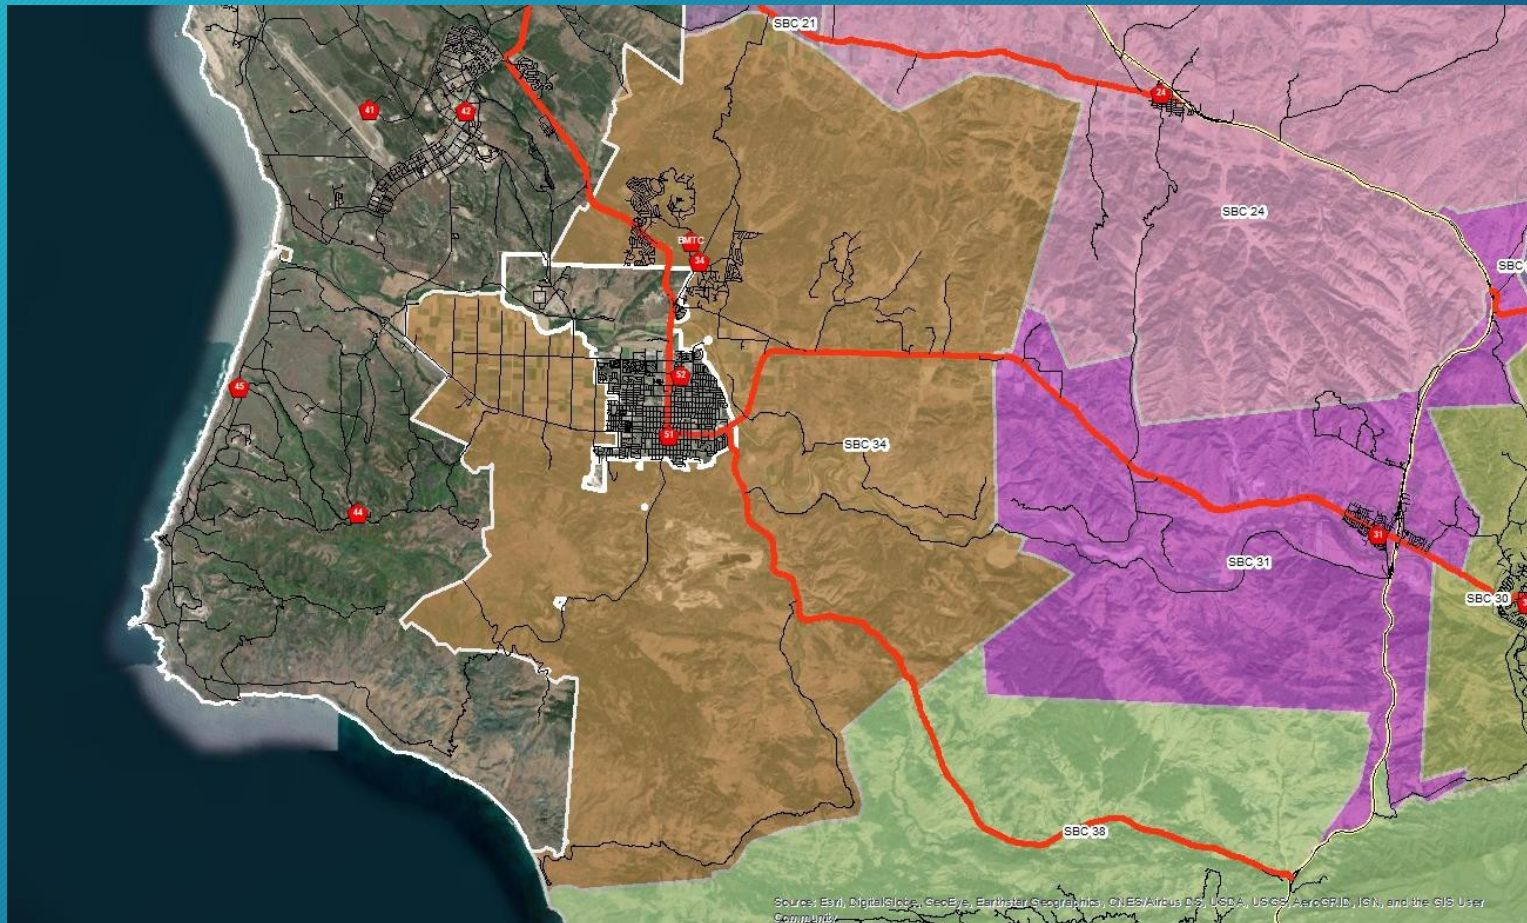 SBC 21
24
41
42
SBC 24
BMTC
34
SBC
52
45
51
SBC 34
44
31
SBC 31
SBC 30
SBC 38
Source: Esri, DigitalGlobe, GeoEye, Earthstar Geographics, CNES/Airbus DS, USDA, USGS, AeroGRID, IGN, and the GIS User
Community